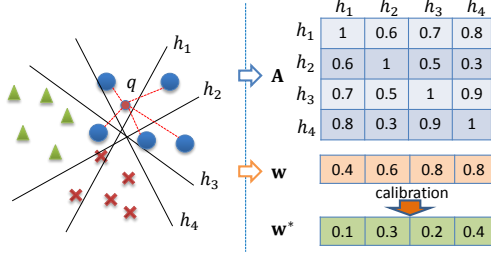 h₁
h₂
h₃
h₄
q
A
h₁ h₂ h₃ h₄
h₁ 1 0.6 0.7 0.8
h₂ 0.6 1 0.5 0.3
h₃ 0.7 0.5 1 0.9
h₄ 0.8 0.3 0.9 1
w 0.4 0.6 0.8 0.8
calibration
w* 0.1 0.3 0.2 0.4